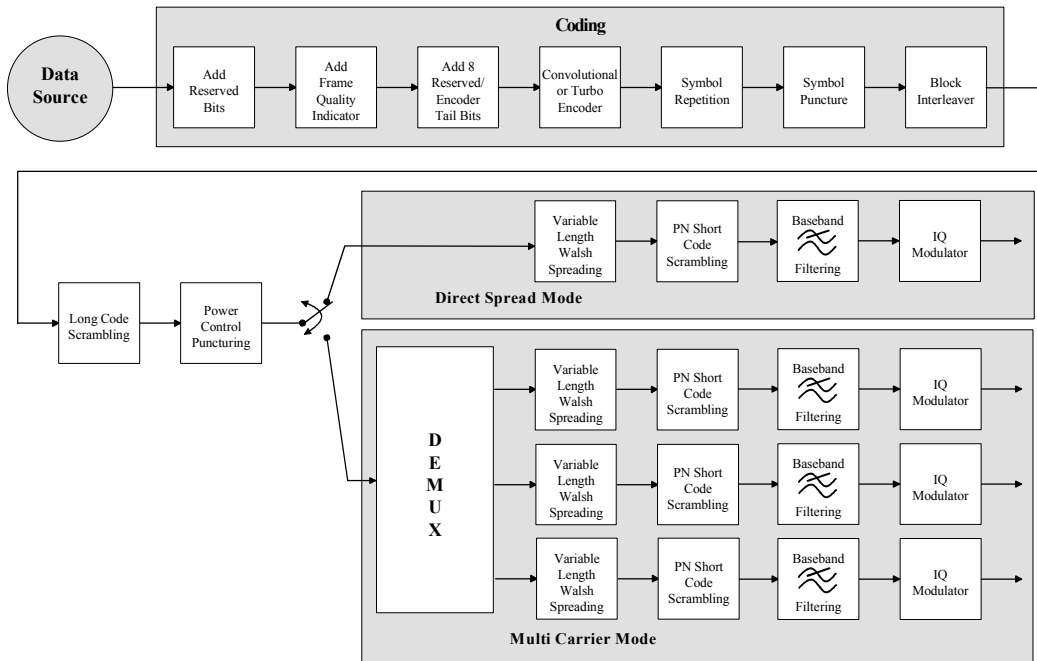 Coding
Data
Source
Add
Reserved
Bits
Add
Frame
Quality
Indicator
Add 8
Reserved/
Encoder
Tail Bits
Convolutional
or Turbo
Encoder
Symbol
Repetition
Symbol
Puncture
Block
Interleaver
Long Code
Scrambling
Power
Control
Puncturing
Variable
Length
Walsh
Spreading
PN Short
Code
Scrambling
Baseband
Filtering
IQ
Modulator
Direct Spread Mode
D
E
M
U
X
Variable
Length
Walsh
Spreading
PN Short
Code
Scrambling
Baseband
Filtering
IQ
Modulator
Variable
Length
Walsh
Spreading
PN Short
Code
Scrambling
Baseband
Filtering
IQ
Modulator
Variable
Length
Walsh
Spreading
PN Short
Code
Scrambling
Baseband
Filtering
IQ
Modulator
Multi Carrier Mode